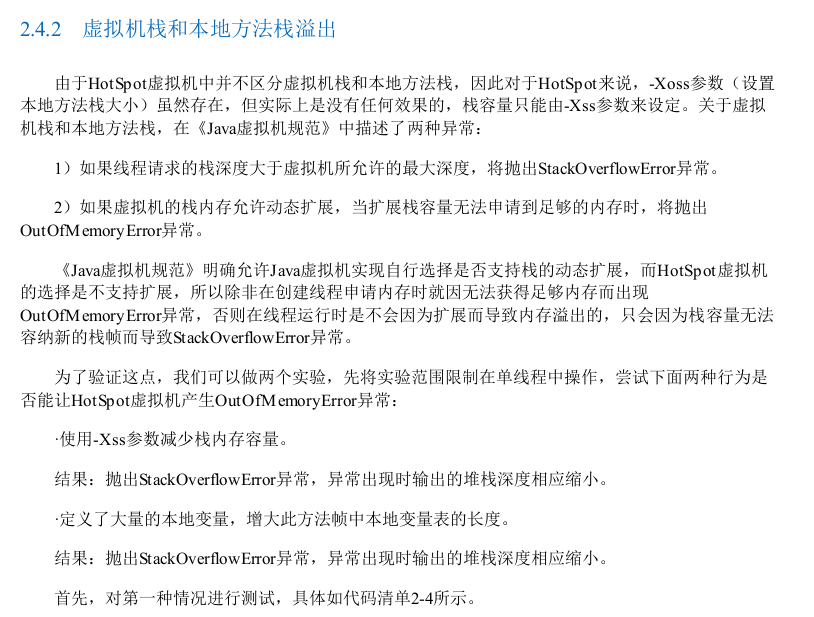 2.4.2 虚拟机栈和本地方法栈溢出
由于HotSpot虚拟机中并不区分虚拟机栈和本地方法栈，因此对于HotSpot来说，-Xoss参数（设置
本地方法栈大小）虽然存在，但实际上是没有任何效果的，栈容量只能由-Xss参数来设定。关于虚拟
机栈和本地方法栈，在《Java虚拟机规范》中描述了两种异常：
1）如果线程请求的栈深度大于虚拟机所允许的最大深度，将抛出StackOverflowError异常。
2）如果虚拟机的栈内存允许动态扩展，当扩展栈容量无法申请到足够的内存时，将抛出
OutOfMemoryError异常。
《Java虚拟机规范》明确允许Java虚拟机实现自行选择是否支持栈的动态扩展，而HotSpot虚拟机
的选择是不支持扩展，所以除非在创建线程申请内存时就因无法获得足够内存而出现
OutOfMemoryError异常，否则在线程运行时是不会因为扩展而导致内存溢出的，只会因为栈容量无法
容纳新的栈帧而导致StackOverflowError异常。
为了验证这点，我们可以做两个实验，先将实验范围限制在单线程中操作，尝试下面两种行为是
否能让HotSpot虚拟机产生OutOfMemoryError异常：
·使用-Xss参数减少栈内存容量。
结果：抛出StackOverflowError异常，异常出现时输出的堆栈深度相应缩小。
·定义了大量的本地变量，增大此方法帧中本地变量表的长度。
结果：抛出StackOverflowError异常，异常出现时输出的堆栈深度相应缩小。
首先，对第一种情况进行测试，具体如代码清单2-4所示。